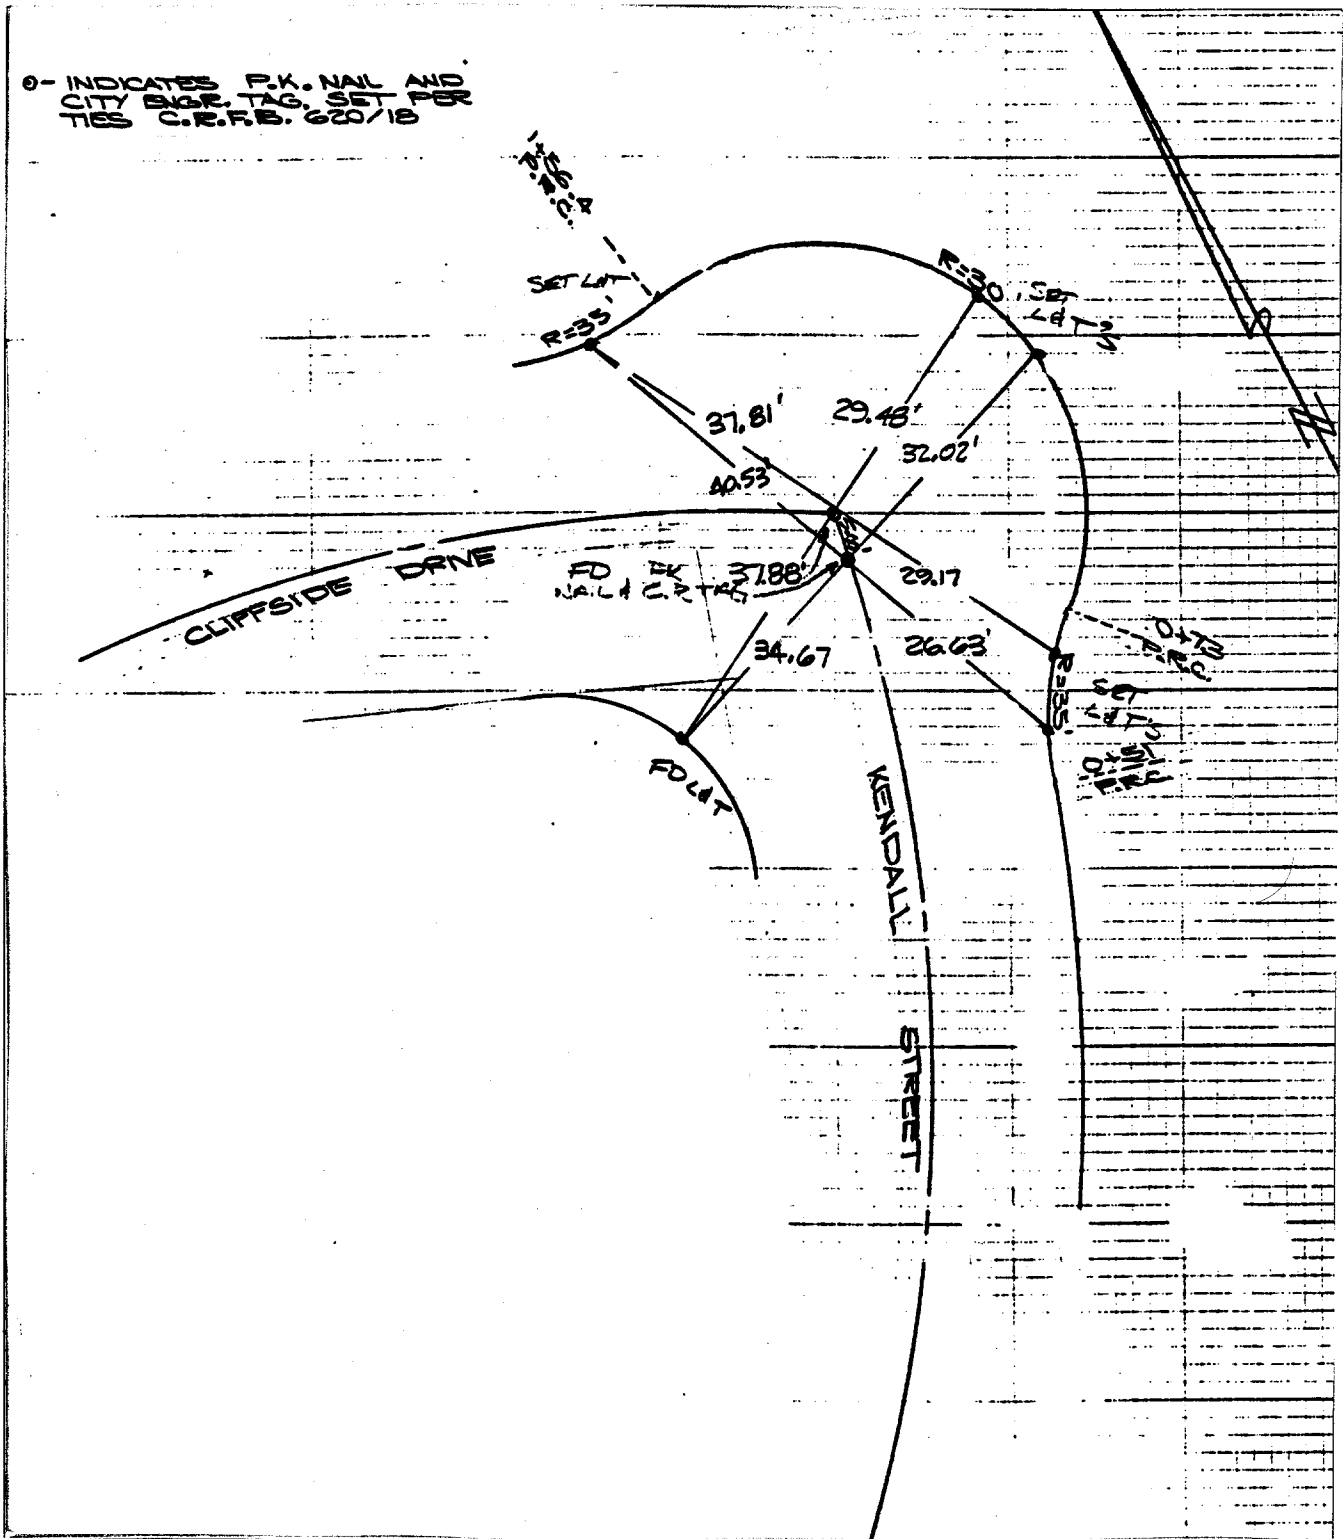 ⊙- INDICATES P.K. NAIL AND
CITY ENGR. TAG. SET PER
TIES C.R.F.B. 620/18
SET L&T
R=35'
R=30
SET
L&T'S
37.81'
29.48'
32.02'
40.53'
CLIFFSIDE DRIVE
FD PK
NAIL & C.R TAG
37.88'
29.17
34.67
26.63'
0+73
P.R.C.
R=35'
SET
L&T'S
0+51
P.R.C
FD L&T
KENDALL
STREET